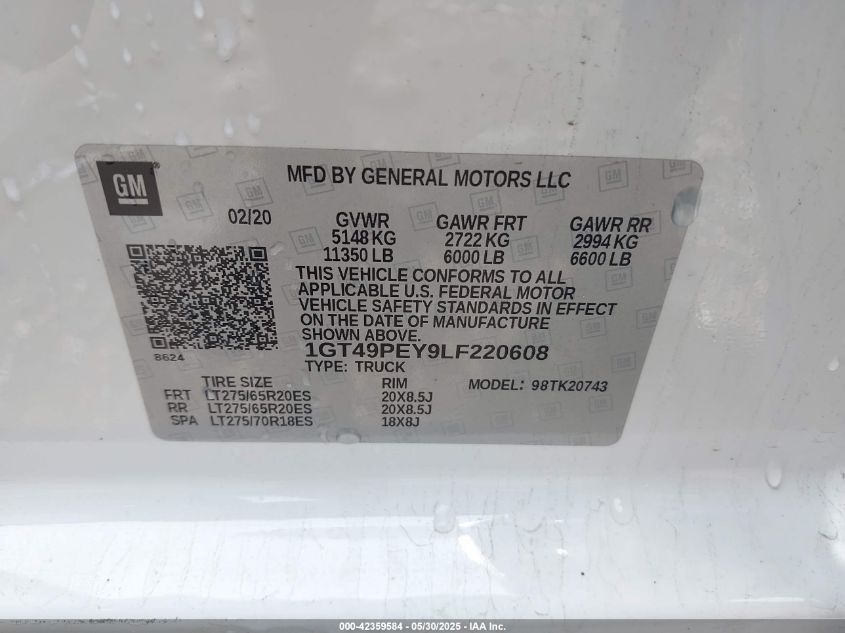 GM
MFD BY GENERAL MOTORS LLC
02/20 GVWR GAWR FRT GAWR RR
5148 KG 2722 KG 2994 KG
11350 LB 6000 LB 6600 LB
THIS VEHICLE CONFORMS TO ALL
APPLICABLE U.S. FEDERAL MOTOR
VEHICLE SAFETY STANDARDS IN EFFECT
ON THE DATE OF MANUFACTURE
SHOWN ABOVE.
8624
1GT49PEY9LF220608
TYPE: TRUCK
TIRE SIZE RIM MODEL: 98TK20743
FRT LT275/65R20ES 20X8.5J
RR LT275/65R20ES 20X8.5J
SPA LT275/70R18ES 18X8J
000-42359584 - 05/30/2025 - IAA Inc.